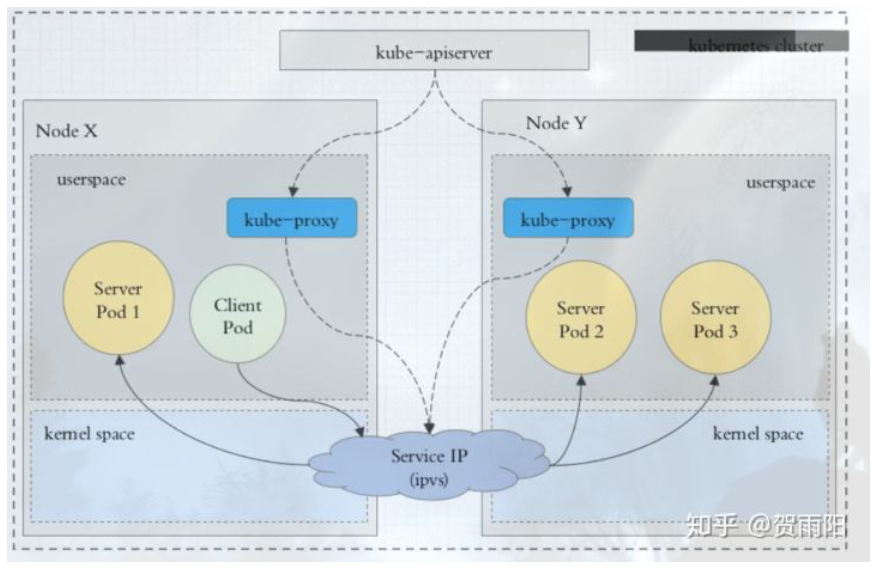 kube-apiserver
kubernetes cluster
Node X
Node Y
userspace
userspace
kube-proxy
kube-proxy
Server
Pod 1
Client
Pod
Server
Pod 2
Server
Pod 3
kernel space
kernel space
Service IP
(ipvs)
知乎 @贺雨阳